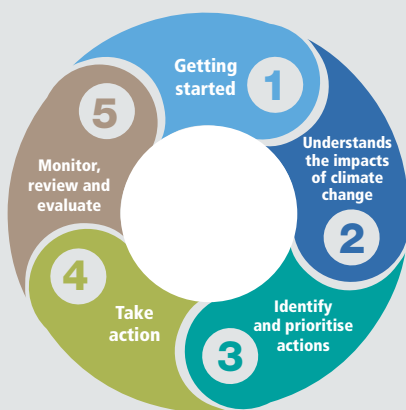 Getting
started
1
Understands
the impacts
of climate
change
2
Identify
and prioritise
actions
3
Take
action
4
Monitor,
review and
evaluate
5